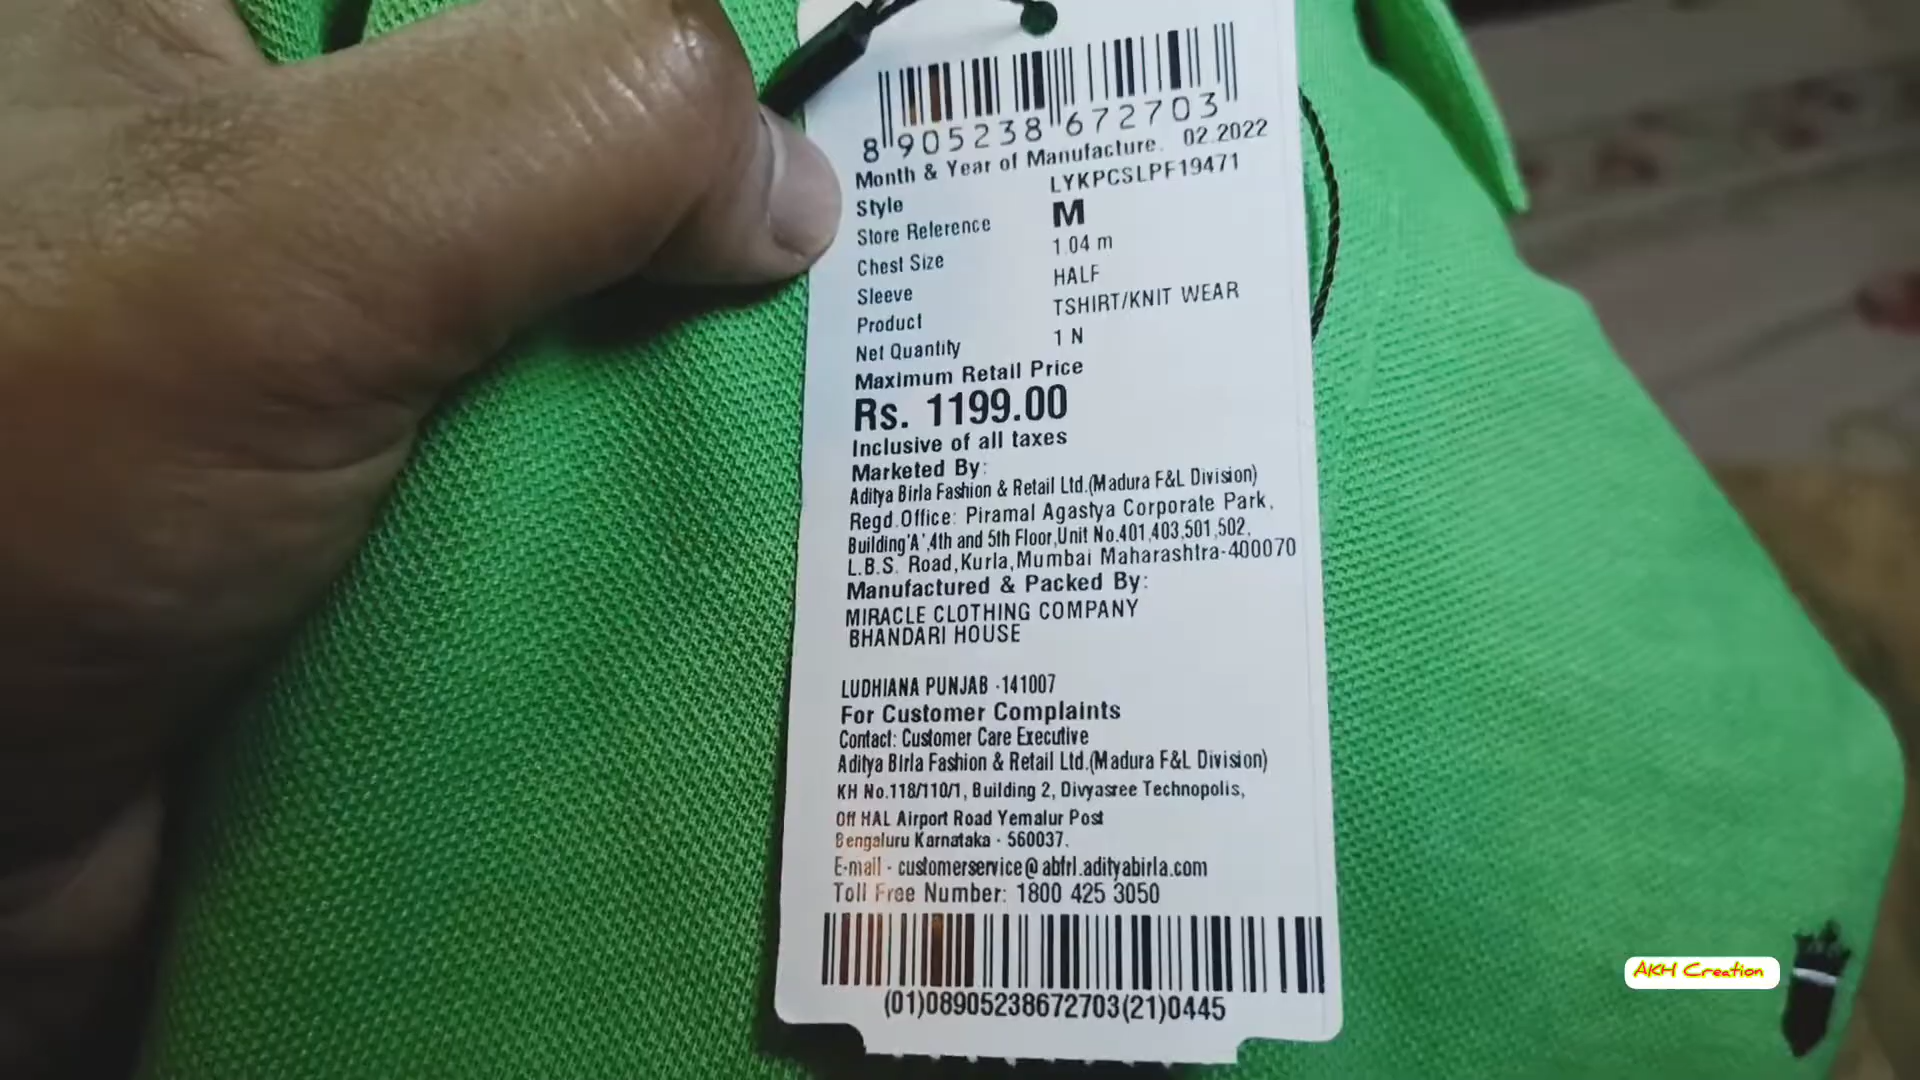 8905238672703
Month & Year of Manufacture. 02.2022
Style LYKPCSLPF19471
Store Reference M
Chest Size 1.04 m
Sleeve HALF
Product TSHIRT/KNIT WEAR
Net Quantity 1 N
Maximum Retail Price
Rs. 1199.00
Inclusive of all taxes
Marketed By:
Aditya Birla Fashion & Retail Ltd.(Madura F&L Division)
Regd.Office: Piramal Agastya Corporate Park,
Building'A',4th and 5th Floor,Unit No.401,403,501,502,
L.B.S. Road,Kurla,Mumbai Maharashtra-400070
Manufactured & Packed By:
MIRACLE CLOTHING COMPANY
BHANDARI HOUSE
LUDHIANA PUNJAB -141007
For Customer Complaints
Contact: Customer Care Executive
Aditya Birla Fashion & Retail Ltd.(Madura F&L Division)
KH No.118/110/1, Building 2, Divyasree Technopolis,
Off HAL Airport Road Yemalur Post
Bengaluru Karnataka - 560037.
E-mail - customerservice@abfrl.adityabirla.com
Toll Free Number: 1800 425 3050
(01)08905238672703(21)0445
AKH Creation